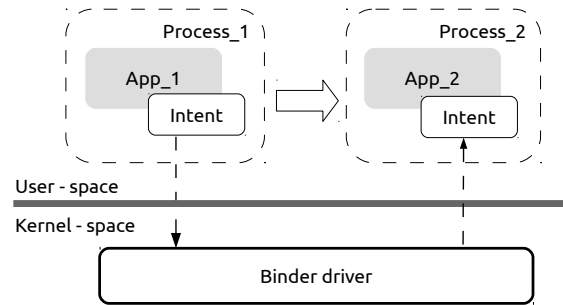 Process_1
Process_2
App_1
App_2
Intent
Intent
User - space
Kernel - space
Binder driver